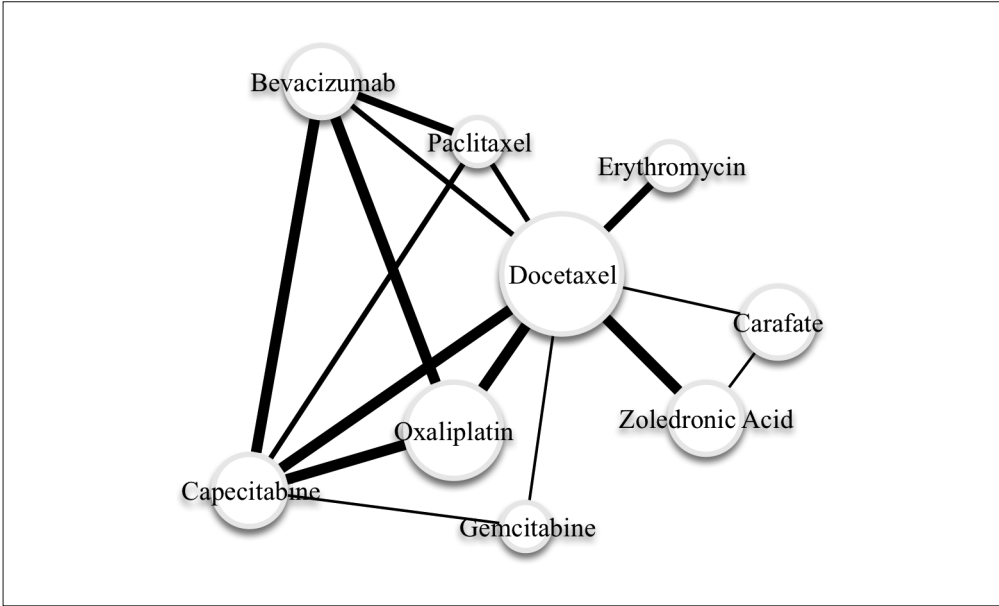 Bevacizumab
Paclitaxel
Erythromycin
Docetaxel
Carafate
Zoledronic Acid
Oxaliplatin
Capecitabine
Gemcitabine